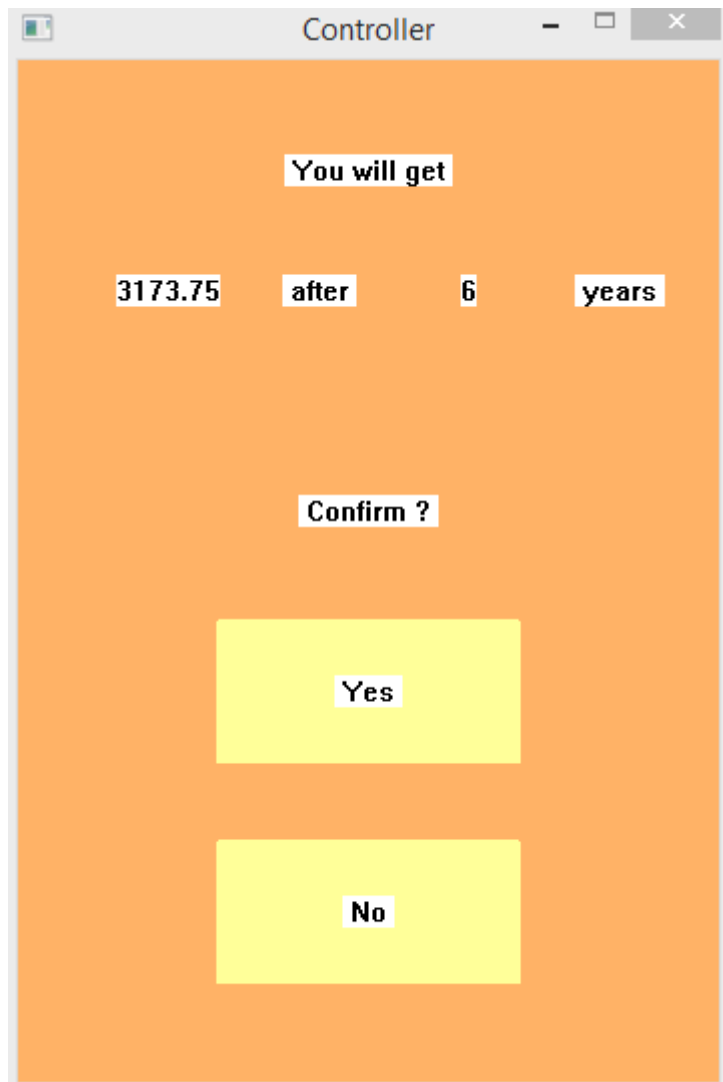 Controller
You will get
3173.75 after 6 years
Confirm ?
Yes
No